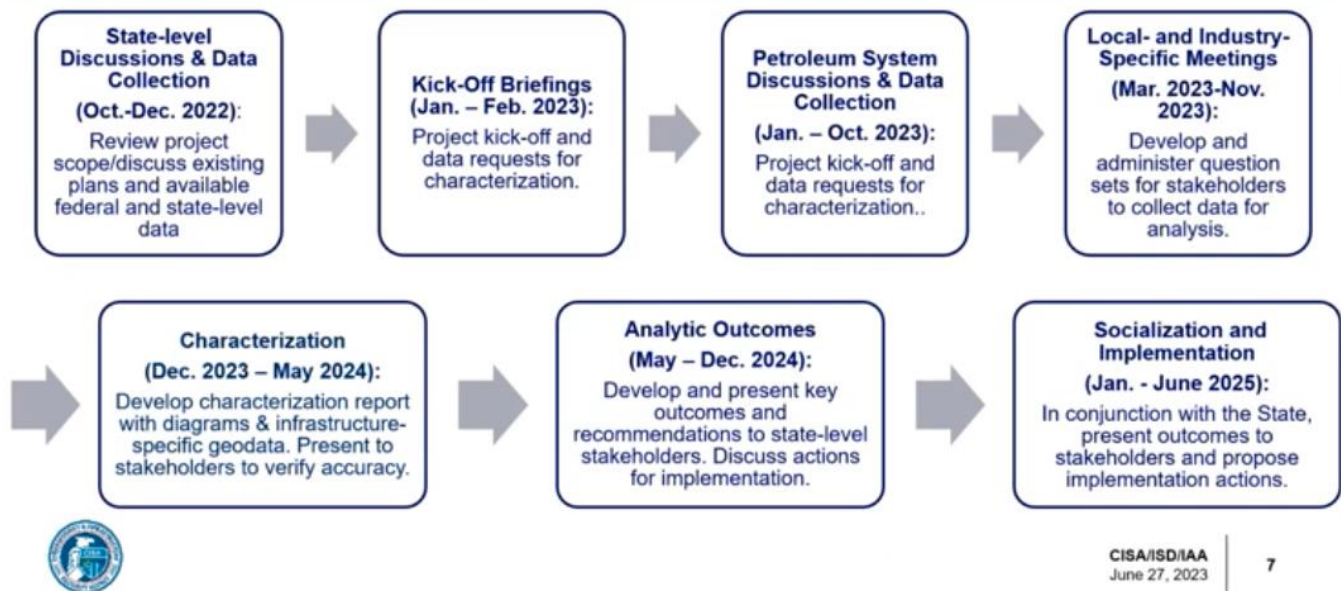 State-level
Discussions & Data
Collection
(Oct.-Dec. 2022):
Review project
scope/discuss existing
plans and available
federal and state-level
data
Kick-Off Briefings
(Jan. – Feb. 2023):
Project kick-off and
data requests for
characterization.
Petroleum System
Discussions & Data
Collection
(Jan. – Oct. 2023):
Project kick-off and
data requests for
characterization..
Local- and Industry-
Specific Meetings
(Mar. 2023-Nov.
2023):
Develop and
administer question
sets for stakeholders
to collect data for
analysis.
Characterization
(Dec. 2023 – May 2024):
Develop characterization report
with diagrams & infrastructure-
specific geodata. Present to
stakeholders to verify accuracy.
Analytic Outcomes
(May – Dec. 2024):
Develop and present key
outcomes and
recommendations to state-level
stakeholders. Discuss actions
for implementation.
Socialization and
Implementation
(Jan. - June 2025):
In conjunction with the State,
present outcomes to
stakeholders and propose
implementation actions.
CISA/ISD/IAA
June 27, 2023
7